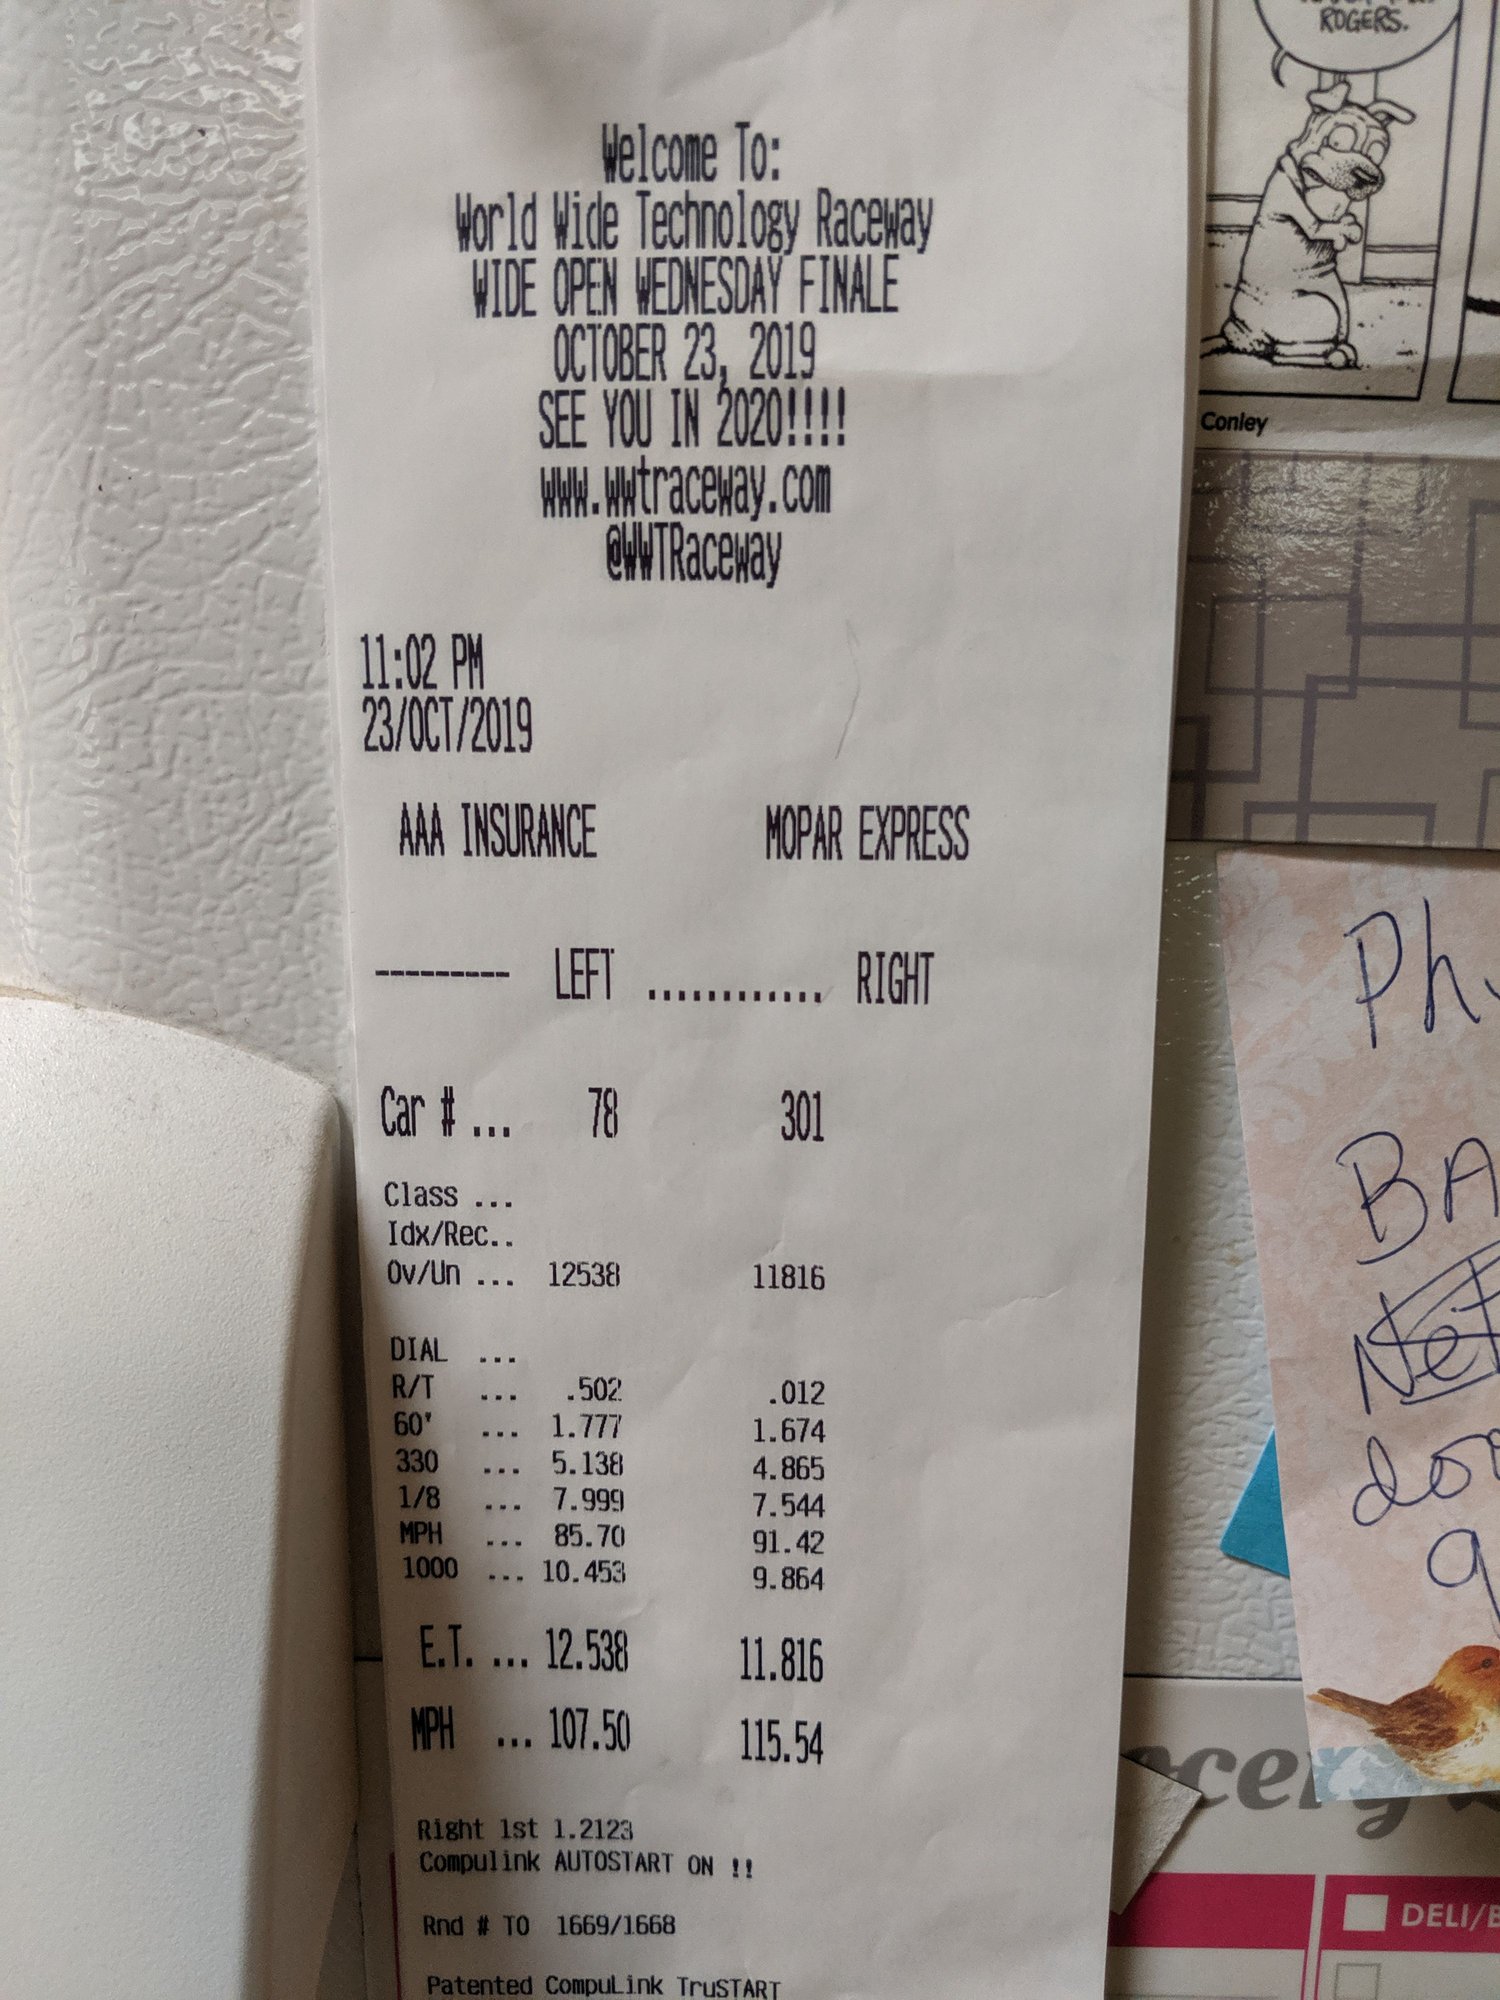 Welcome To:
World Wide Technology Raceway
WIDE OPEN WEDNESDAY FINALE
OCTOBER 23, 2019
SEE YOU IN 2020!!!!
www.wwtraceway.com
@WWTRaceway
11:02 PM
23/OCT/2019
AAA INSURANCE MOPAR EXPRESS
--------- LEFT ............ RIGHT
Car # ... 78 301
Class ...
Idx/Rec..
Ov/Un ... 12538 11816
DIAL ...
R/T ... .502 .012
60' ... 1.777 1.674
330 ... 5.138 4.865
1/8 ... 7.999 7.544
MPH ... 85.70 91.42
1000 ... 10.453 9.864
E.T. ... 12.538 11.816
MPH ... 107.50 115.54
Right 1st 1.2123
Compulink AUTOSTART ON !!
Rnd # TO 1669/1668
Patented CompuLink TruSTART
ROGERS.
Conley
Ph
BA
DELI/B